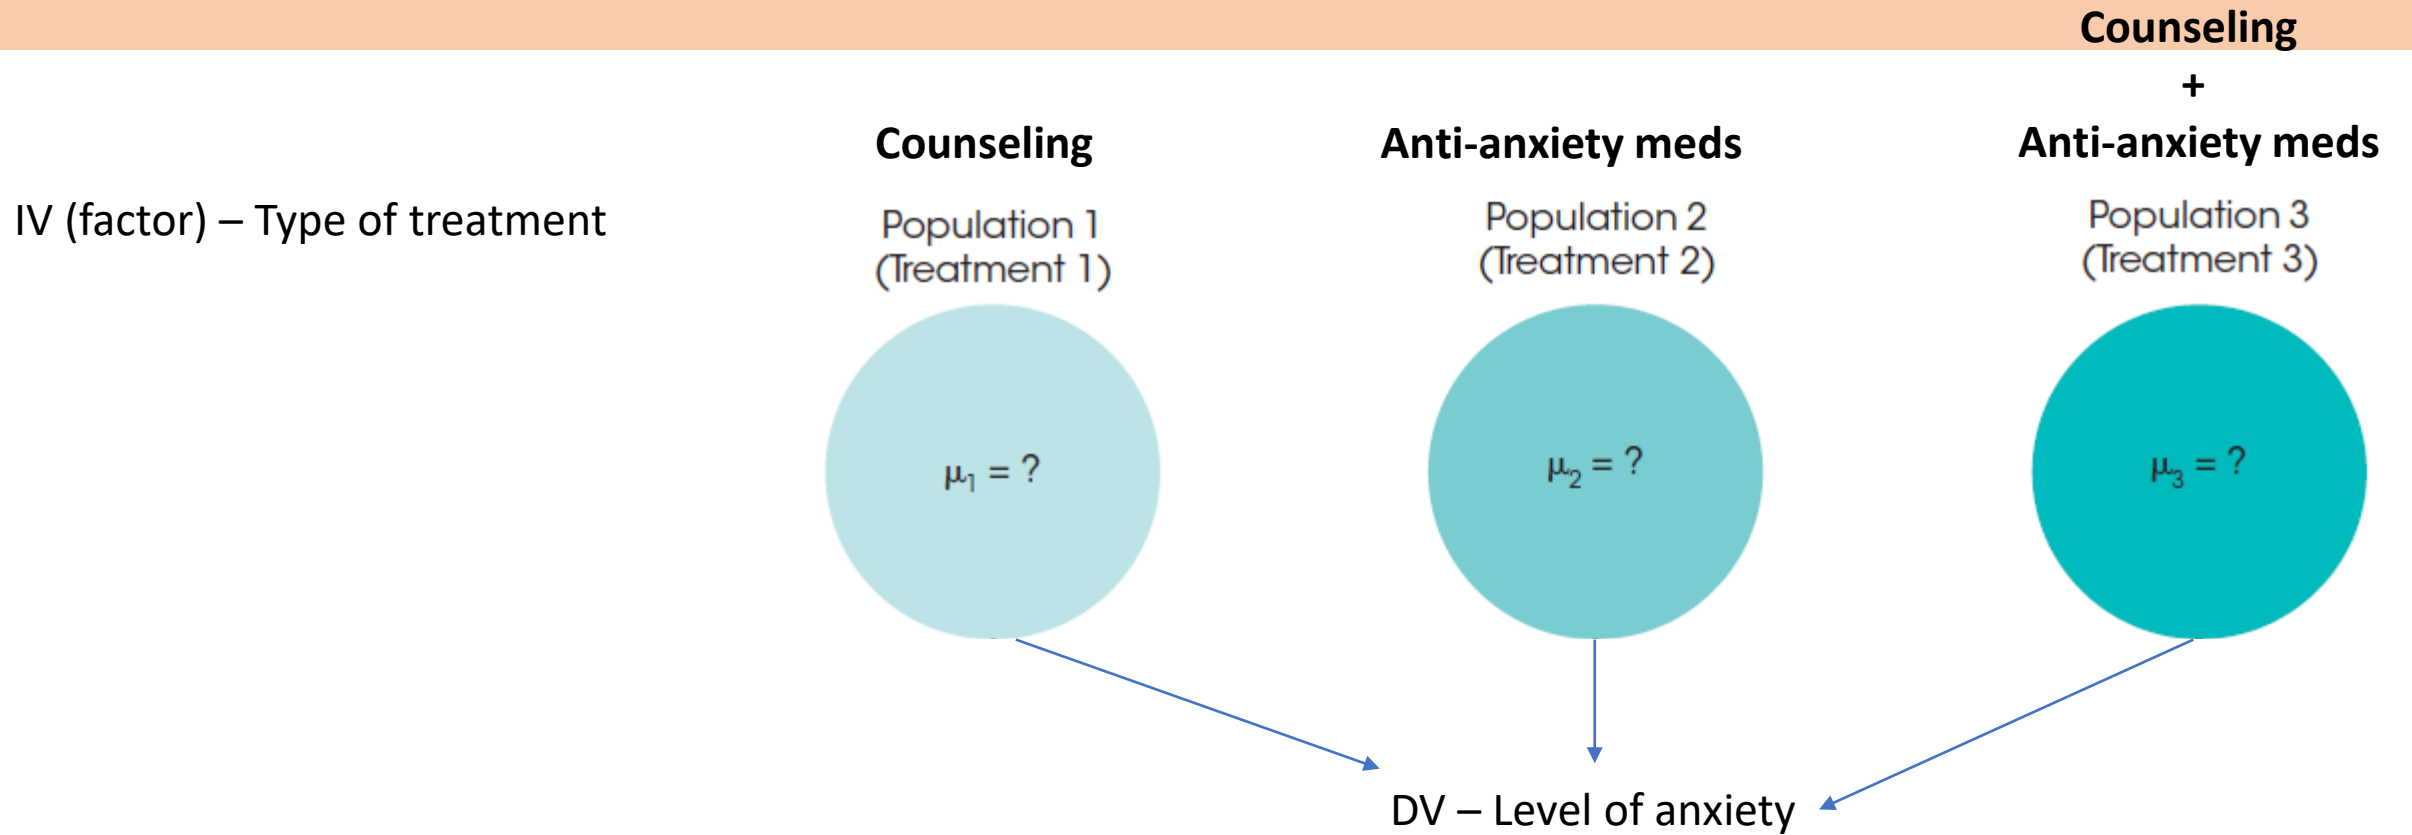 Counseling
+
Counseling
Anti-anxiety meds
Anti-anxiety meds
IV (factor) – Type of treatment
Population 1
(Treatment 1)
Population 2
(Treatment 2)
Population 3
(Treatment 3)
μ1 = ?
μ2 = ?
μ3 = ?
DV – Level of anxiety